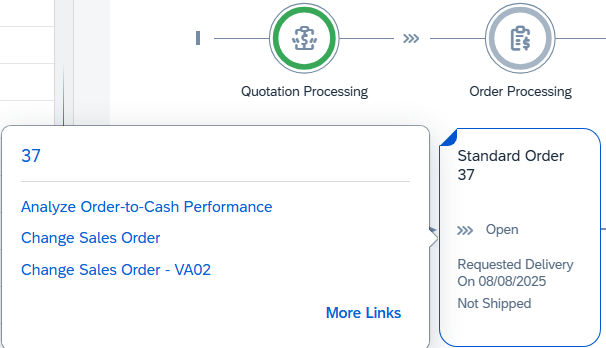 Quotation Processing
Order Processing
37
Analyze Order-to-Cash Performance
Change Sales Order
Change Sales Order - VA02
More Links
Standard Order
37
Open
Requested Delivery
On 08/08/2025
Not Shipped